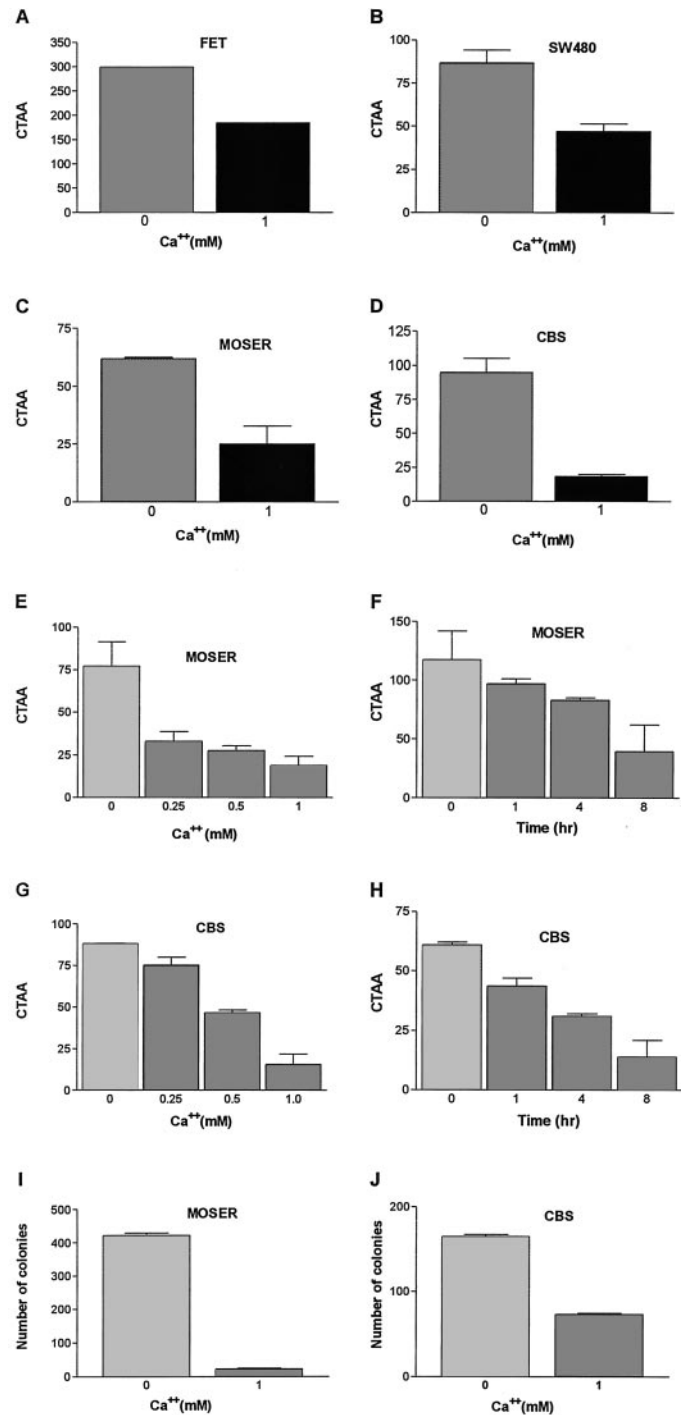 A
FET
350
300
250
200
150
100
50
0
CTAA
0 1
Ca++(mM)
B
SW480
100
75
50
25
0
CTAA
0 1
Ca++(mM)
C
MOSER
75
50
25
0
CTAA
0 1
Ca++(mM)
D
CBS
125
100
75
50
25
0
CTAA
0 1
Ca++(mM)
E
MOSER
100
75
50
25
0
CTAA
0 0.25 0.5 1
Ca++(mM)
F
MOSER
150
100
50
0
CTAA
0 1 4 8
Time (hr)
G
CBS
100
75
50
25
0
CTAA
0 0.25 0.5 1.0
Ca++(mM)
H
CBS
75
50
25
0
CTAA
0 1 4 8
Time (hr)
I
MOSER
500
400
300
200
100
0
Number of colonies
0 1
Ca++(mM)
J
CBS
200
100
0
Number of colonies
0 1
Ca++(mM)